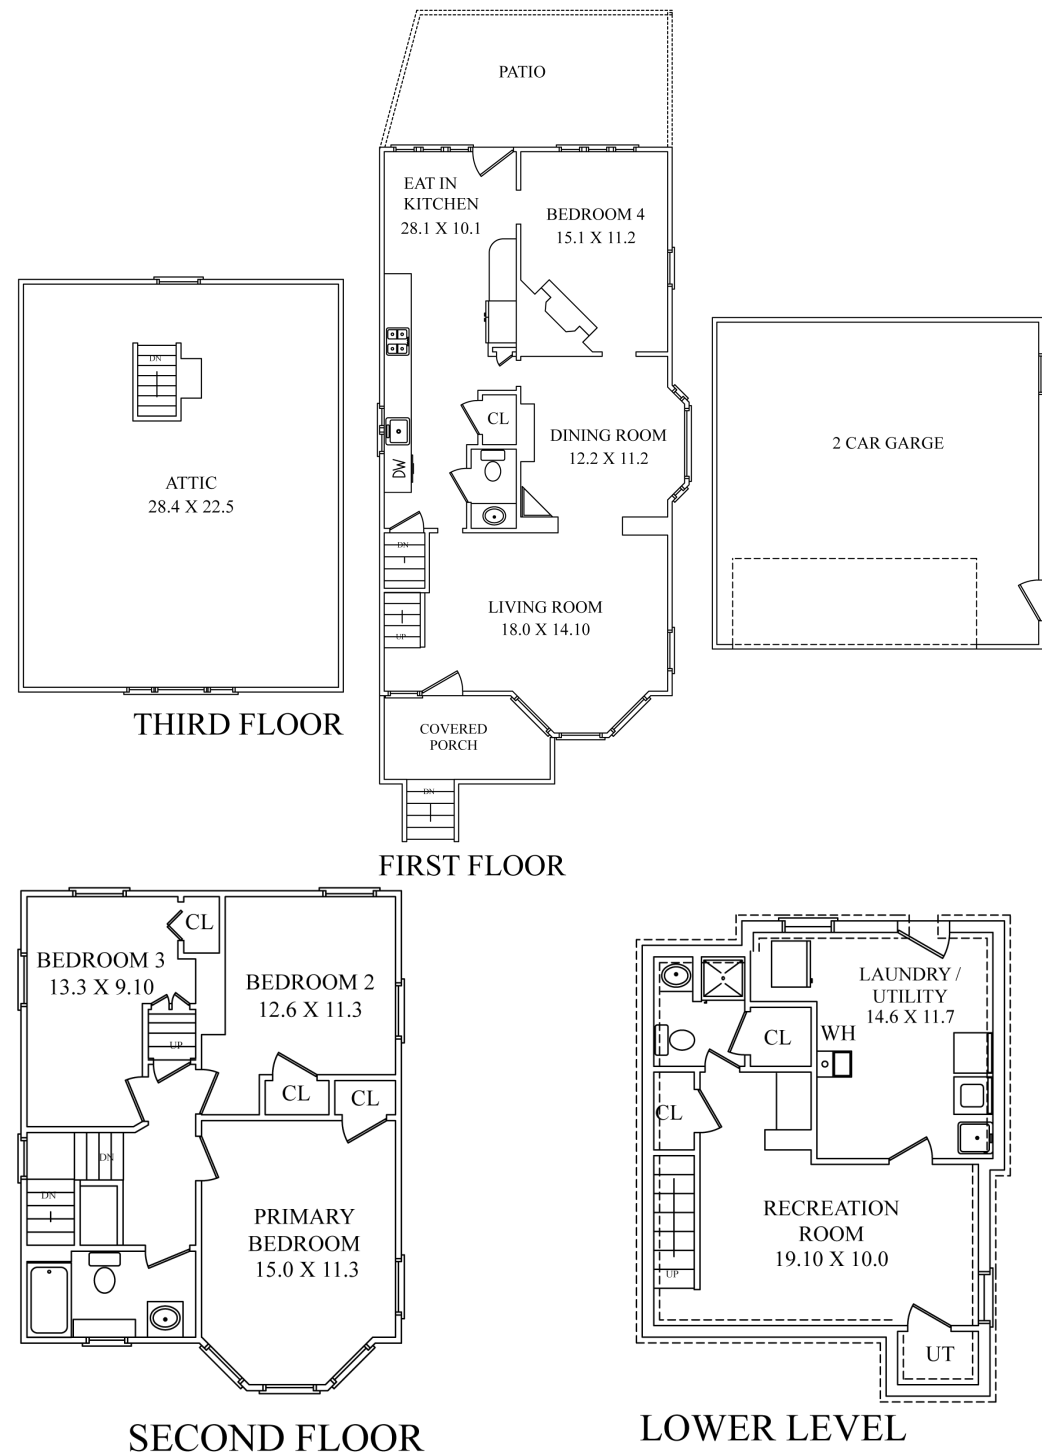 PATIO
EAT IN
KITCHEN
28.1 X 10.1
BEDROOM 4
15.1 X 11.2
DN
CL
DINING ROOM
12.2 X 11.2
DW
2 CAR GARGE
ATTIC
28.4 X 22.5
DN
LIVING ROOM
18.0 X 14.10
UP
THIRD FLOOR
COVERED
PORCH
DN
FIRST FLOOR
CL
BEDROOM 3
13.3 X 9.10
BEDROOM 2
12.6 X 11.3
UP
CL
CL
DN
DN
PRIMARY
BEDROOM
15.0 X 11.3
SECOND FLOOR
LAUNDRY /
UTILITY
14.6 X 11.7
CL
WH
CL
RECREATION
ROOM
19.10 X 10.0
UP
UT
LOWER LEVEL